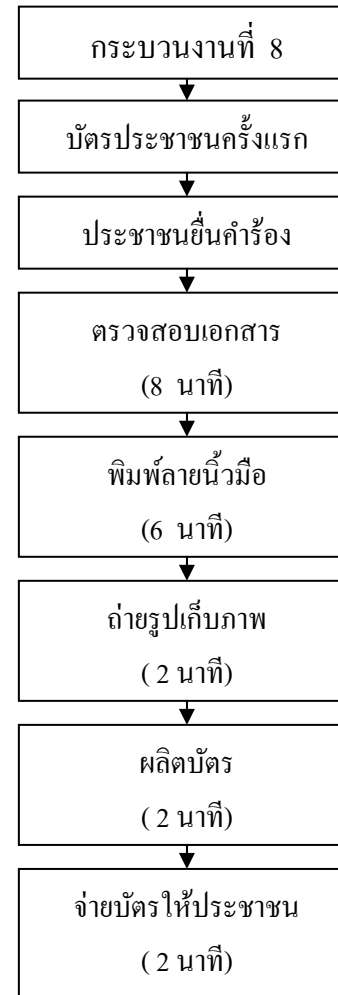 กระบวนงานที่ 8
บัตรประชาชนครั้งแรก
ประชาชนยื่นคำร้อง
ตรวจสอบเอกสาร
(8 นาที)
พิมพ์ลายนิ้วมือ
(6 นาที)
ถ่ายรูปเก็บภาพ
( 2 นาที)
ผลิตบัตร
( 2 นาที)
จ่ายบัตรให้ประชาชน
( 2 นาที)